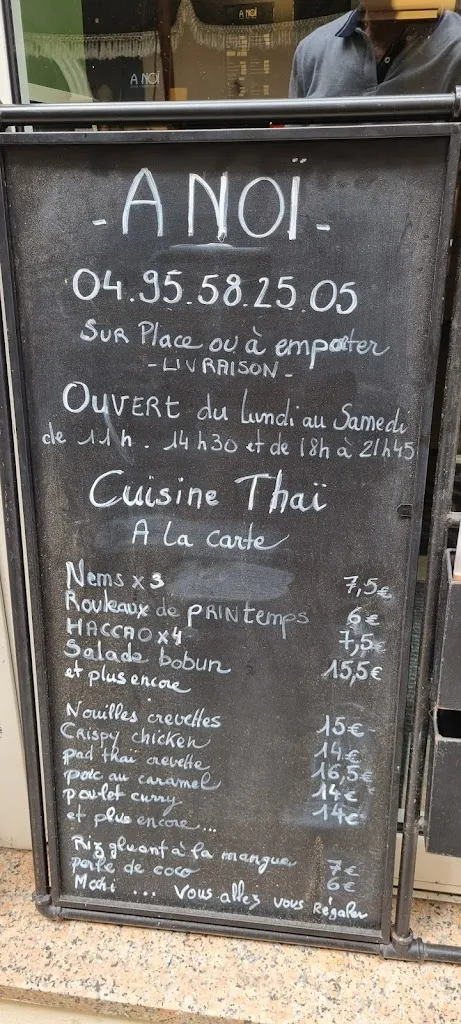 A NOÏ
A NOÏ
- A NOÏ -
04.95.58.25.05
SUR Place ou à emporter
- LIVRAISON -
OUVERT du lundi au Samedi
de 11h. 14h30 et de 18h à 21h45
Cuisine Thaï
A La carte
Nems x 3 7,5€
Rouleaux de PRINtemps 6€
HACCAO x4 7,5€
Salade bobun 15,5€
et plus encore
Nouilles crevettes 15€
Crispy chicken 14€
pad thaï crevette 16,5€
porc au caramel 14€
poulet curry 14€
et plus encore...
Riz gluant à la mangue 7€
perle de coco 6€
Mochi ... Vous allez vous Régaler